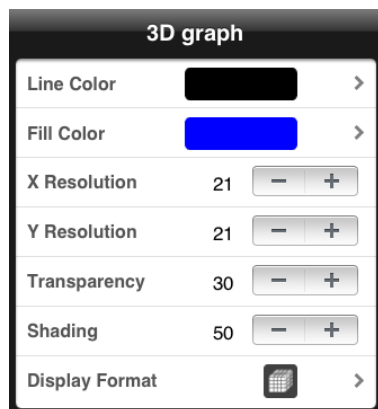 3D graph
Line Color
Fill Color
X Resolution 21 − +
Y Resolution 21 − +
Transparency 30 − +
Shading 50 − +
Display Format